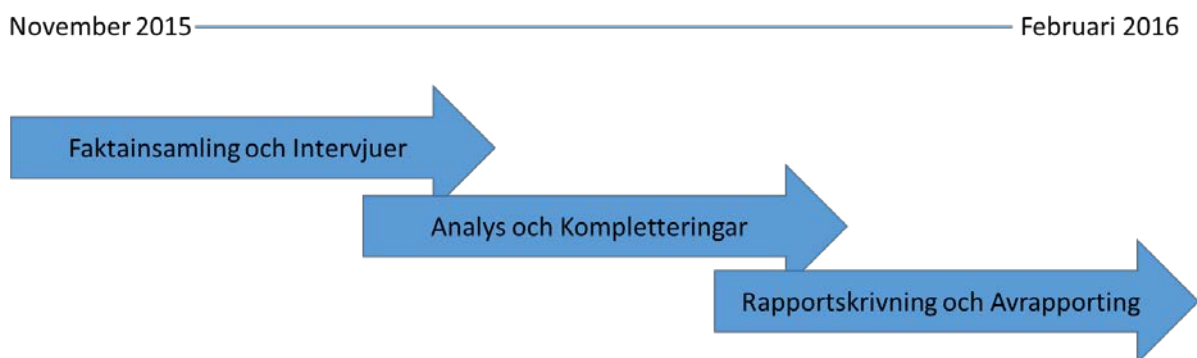 November 2015
Februari 2016
Faktainsamling och Intervjuer
Analys och Kompletteringar
Rapportskrivning och Avrapporting